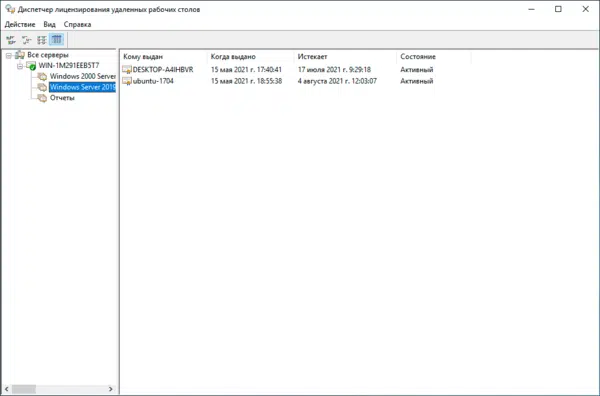 Диспетчер лицензирования удаленных рабочих столов
Действие Вид Справка
Все серверы
WIN-1M291EEB5T7
Windows 2000 Server
Windows Server 2019
Отчеты
Кому выдан Когда выдано Истекает Состояние
DESKTOP-A4IHBVR 15 мая 2021 г. 17:40:41 17 июля 2021 г. 9:29:18 Активный
ubuntu-1704 15 мая 2021 г. 18:55:38 4 августа 2021 г. 12:03:07 Активный